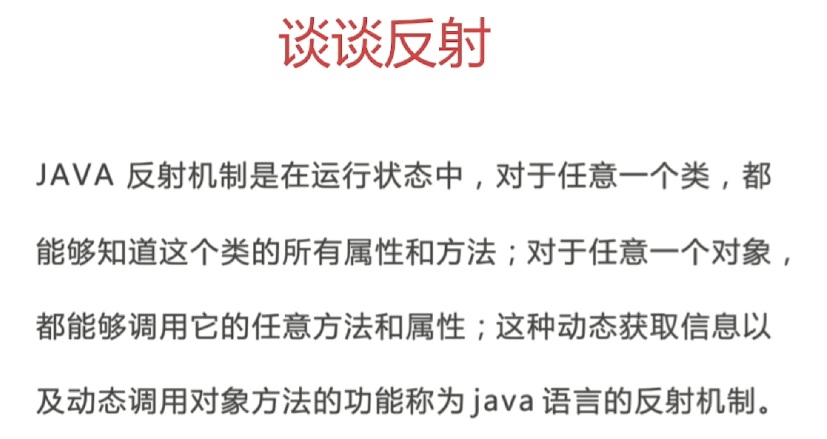 谈谈反射
JAVA 反射机制是在运行状态中，对于任意一个类，都
能够知道这个类的所有属性和方法；对于任意一个对象，
都能够调用它的任意方法和属性；这种动态获取信息以
及动态调用对象方法的功能称为java语言的反射机制。